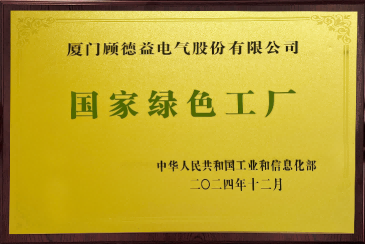 厦门顾德益电气股份有限公司
国家绿色工厂
中华人民共和国工业和信息化部
二〇二四年十二月